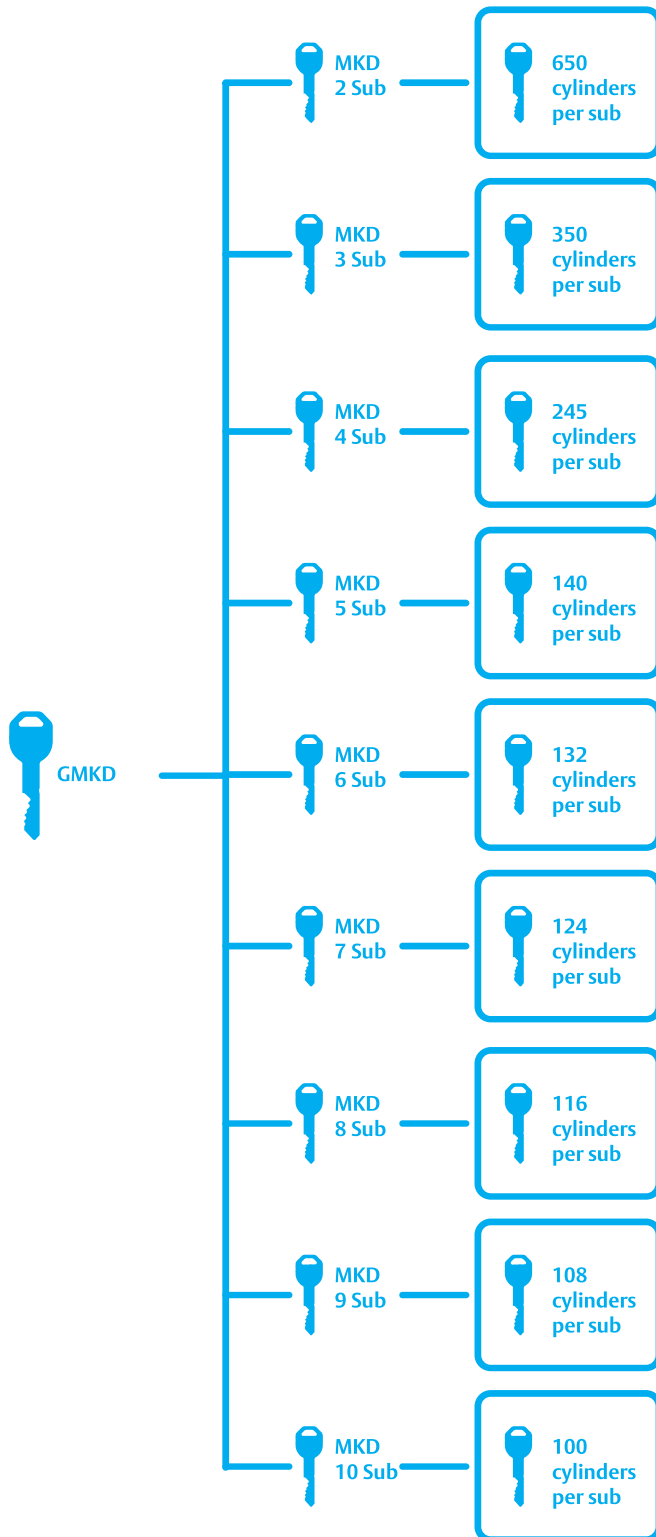 MKD
2 Sub
650
cylinders
per sub
MKD
3 Sub
350
cylinders
per sub
MKD
4 Sub
245
cylinders
per sub
MKD
5 Sub
140
cylinders
per sub
GMKD
MKD
6 Sub
132
cylinders
per sub
MKD
7 Sub
124
cylinders
per sub
MKD
8 Sub
116
cylinders
per sub
MKD
9 Sub
108
cylinders
per sub
MKD
10 Sub
100
cylinders
per sub